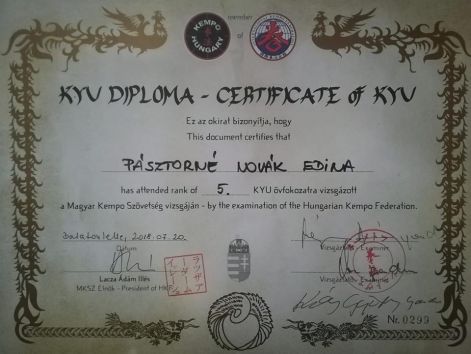 member
of
KEMPO
HUNGARY
KYU DIPLOMA - CERTIFICATE of KYU
Ez az okirat bizonyítja, hogy
This document certifies that
PÁSZTORNÉ NOVÁK EDINA
has attended rank of 5. KYU övfokozatra vizsgázott
a Magyar Kempo Szövetség vizsgáján - by the examination of the Hungarian Kempo Federation.
Balatonlelle, 2018.07.20.
Dátum
Vizsgáztató - Examiner
Lacza Ádám Illés
MKSZ Elnök - President of HKF
Vizsgáztató - Examiner
Nr. 0299